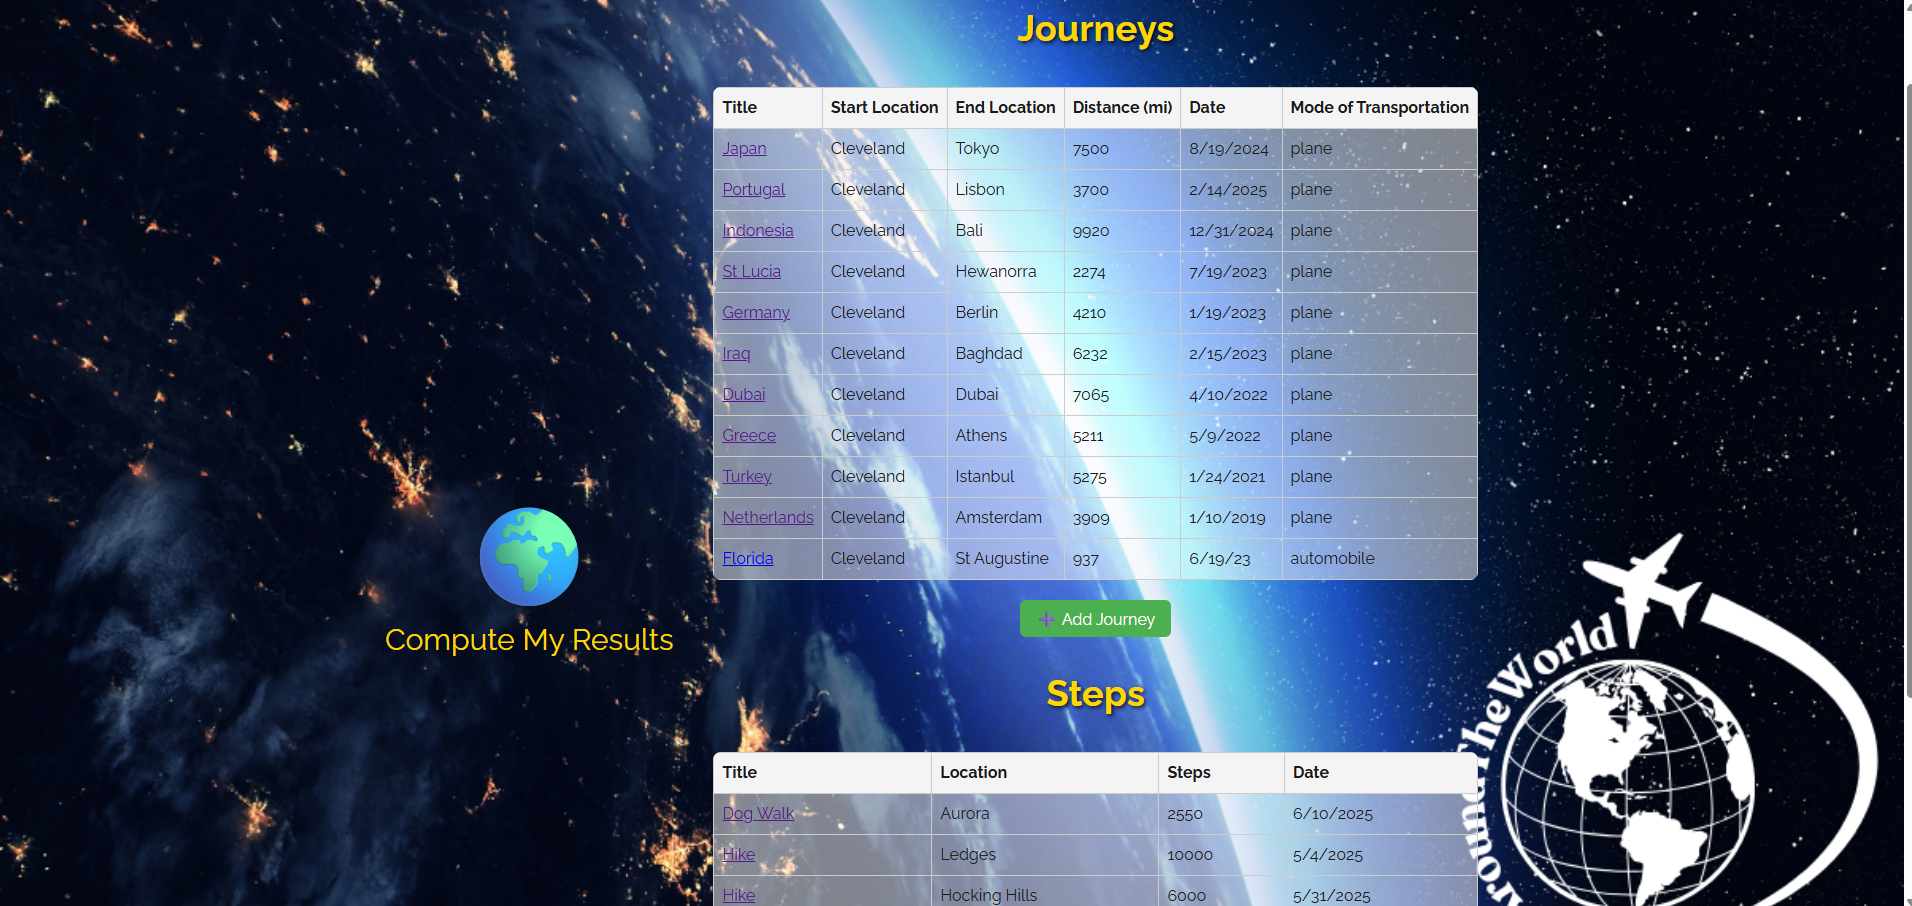 Journeys
Title Start Location End Location Distance (mi) Date Mode of Transportation
Japan Cleveland Tokyo 7500 8/19/2024 plane
Portugal Cleveland Lisbon 3700 2/14/2025 plane
Indonesia Cleveland Bali 9920 12/31/2024 plane
St Lucia Cleveland Hewanorra 2274 7/19/2023 plane
Germany Cleveland Berlin 4210 1/19/2023 plane
Iraq Cleveland Baghdad 6232 2/15/2023 plane
Dubai Cleveland Dubai 7065 4/10/2022 plane
Greece Cleveland Athens 5211 5/9/2022 plane
Turkey Cleveland Istanbul 5275 1/24/2021 plane
Netherlands Cleveland Amsterdam 3909 1/10/2019 plane
Florida Cleveland St Augustine 937 6/19/23 automobile
Add Journey
Compute My Results
Steps
Title Location Steps Date
Dog Walk Aurora 2550 6/10/2025
Hike Ledges 10000 5/4/2025
Hike Hocking Hills 6000 5/31/2025
Around The World